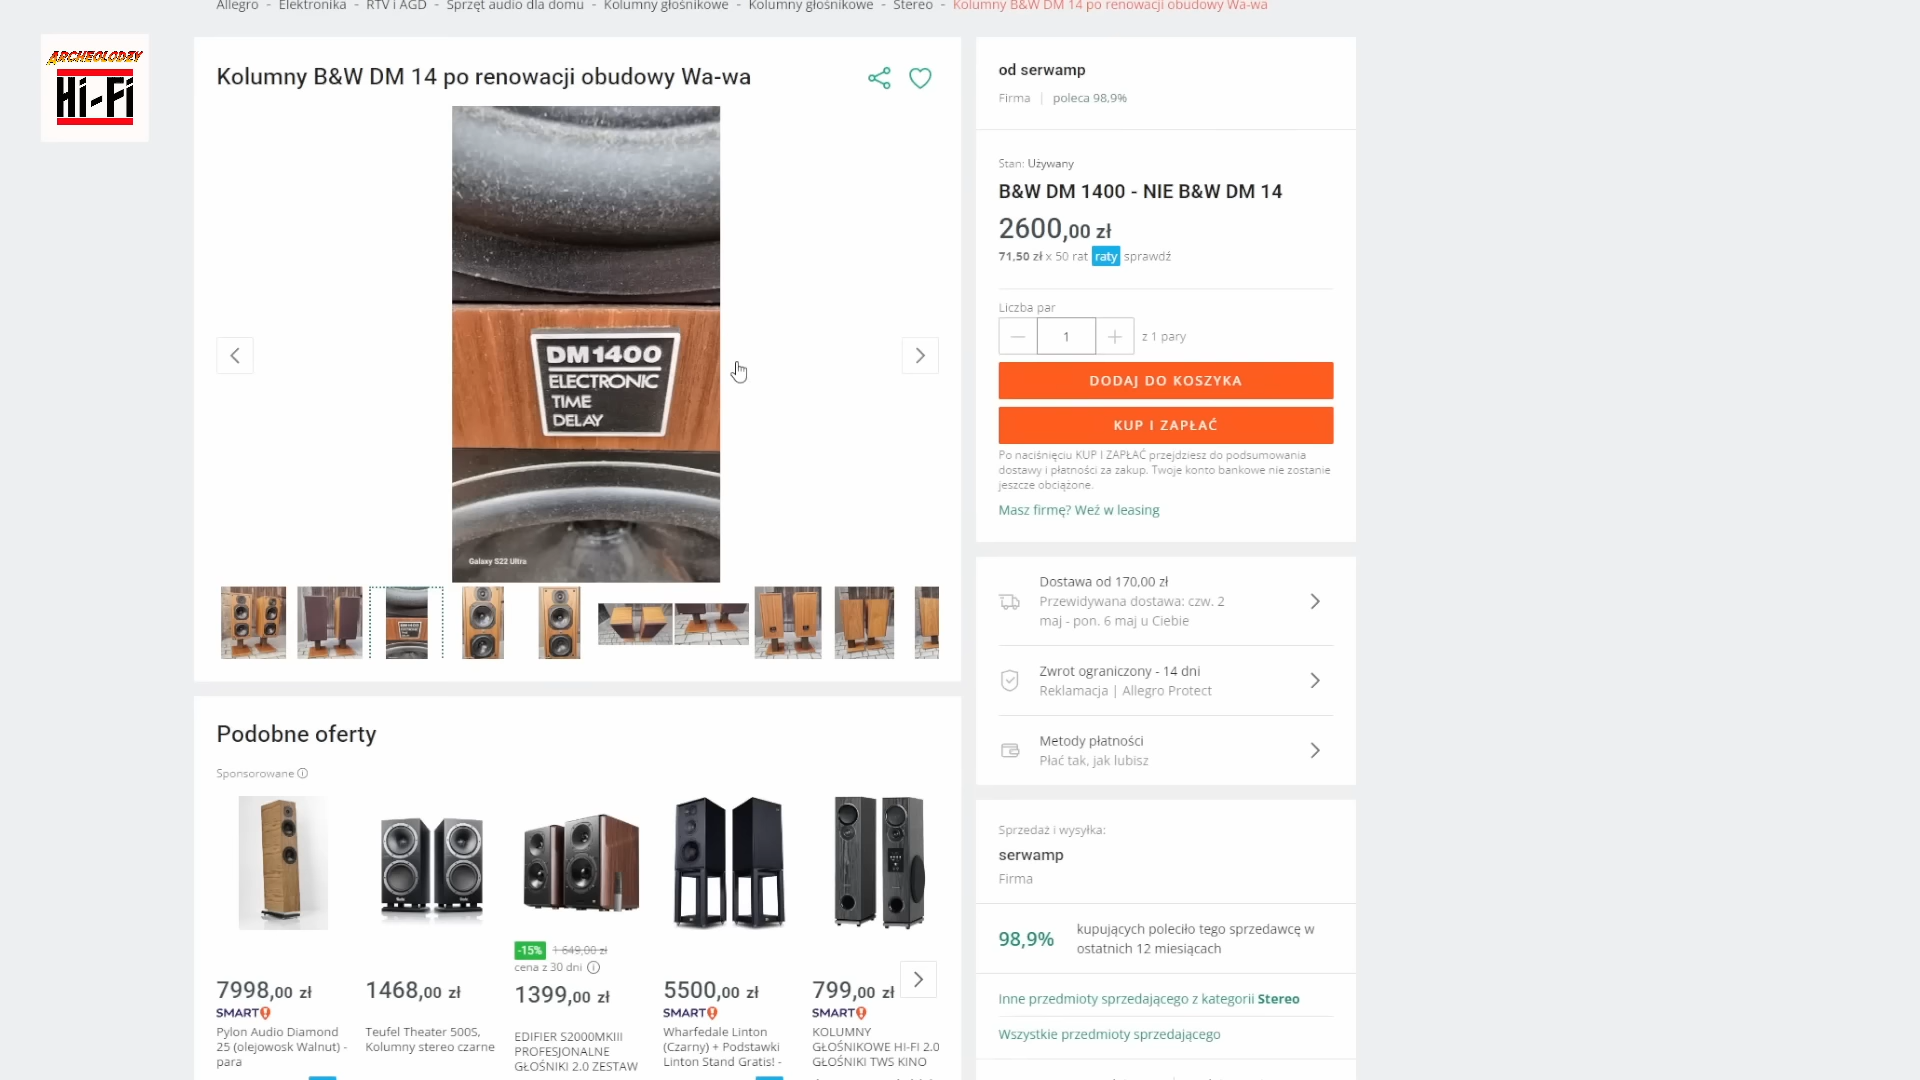 Allegro - Elektronika - RTV i AGD - Sprzęt audio dla domu - Kolumny głośnikowe - Kolumny głośnikowe - Stereo - Kolumny B&W DM 14 po renowacji obudowy Wa-wa
ARCHEOLODZY
Hi-Fi
Kolumny B&W DM 14 po renowacji obudowy Wa-wa
DM1400
ELECTRONIC
TIME
DELAY
Galaxy S22 Ultra
od serwamp
Firma | poleca 98,9%
Stan: Używany
B&W DM 1400 - NIE B&W DM 14
2600,00 zł
71,50 zł x 50 rat raty sprawdź
Liczba par
1 z 1 pary
DODAJ DO KOSZYKA
KUP I ZAPŁAĆ
Po naciśnięciu KUP I ZAPŁAĆ przejdziesz do podsumowania
dostawy i płatności za zakup. Twoje konto bankowe nie zostanie
jeszcze obciążone.
Masz firmę? Weź w leasing
Dostawa od 170,00 zł
Przewidywana dostawa: czw. 2
maj - pon. 6 maj u Ciebie
Zwrot ograniczony - 14 dni
Reklamacja | Allegro Protect
Metody płatności
Płać tak, jak lubisz
Sprzedaż i wysyłka:
serwamp
Firma
98,9% kupujących poleciło tego sprzedawcę w
ostatnich 12 miesiącach
Inne przedmioty sprzedającego z kategorii Stereo
Wszystkie przedmioty sprzedającego
Podobne oferty
Sponsorowane
7998,00 zł
SMART!
Pylon Audio Diamond
25 (olejowosk Walnut) -
para
1468,00 zł
Teufel Theater 500S,
Kolumny stereo czarne
-15% 1 649,00 zł
cena z 30 dni
1399,00 zł
EDIFIER S2000MKIII
PROFESJONALNE
GŁOŚNIKI 2.0 ZESTAW
5500,00 zł
SMART!
Wharfedale Linton
(Czarny) + Podstawki
Linton Stand Gratis! -
799,00 zł
SMART!
KOLUMNY
GŁOŚNIKOWE HI-FI 2.0
GŁOŚNIKI TWS KINO